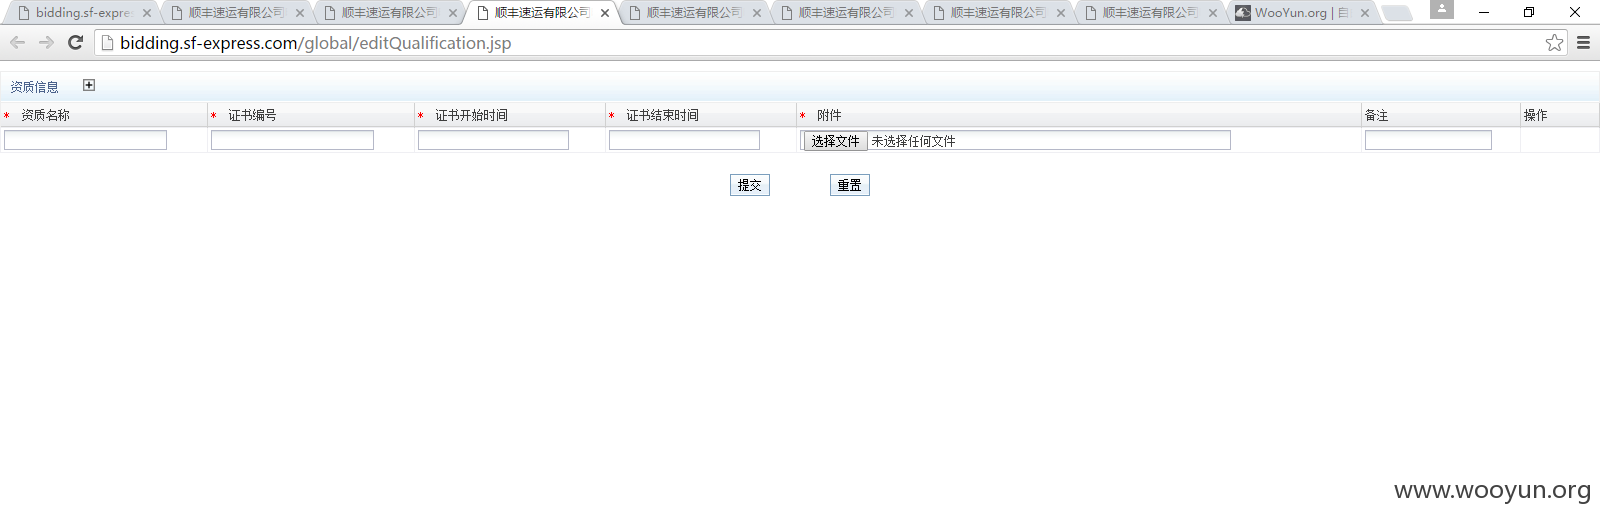 bidding.sf-expres
顺丰速运有限公司
顺丰速运有限公司
顺丰速运有限公司
顺丰速运有限公司
顺丰速运有限公司
顺丰速运有限公司
顺丰速运有限公司
WooYun.org | 自
bidding.sf-express.com/global/editQualification.jsp
资质信息
* 资质名称 * 证书编号 * 证书开始时间 * 证书结束时间 * 附件 备注 操作
选择文件 未选择任何文件
提交 重置
www.wooyun.org